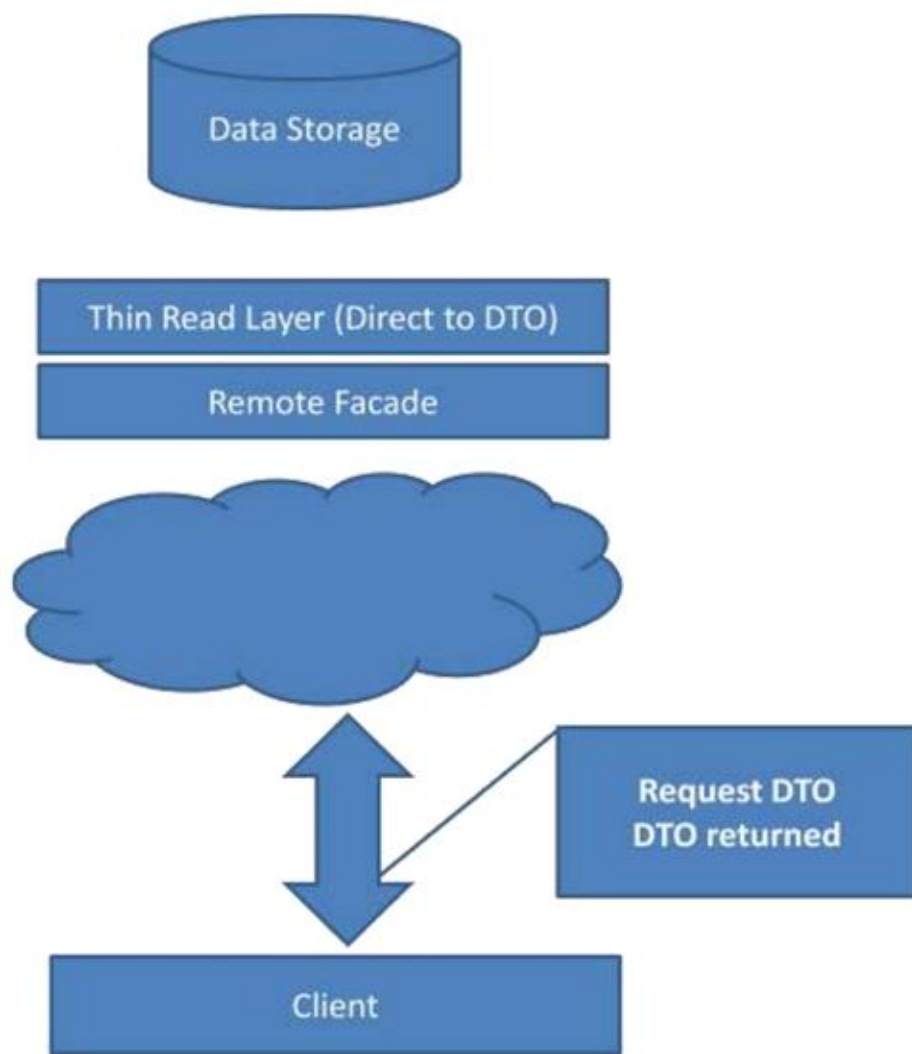 Data Storage
Thin Read Layer (Direct to DTO)
Remote Facade
Request DTO
DTO returned
Client